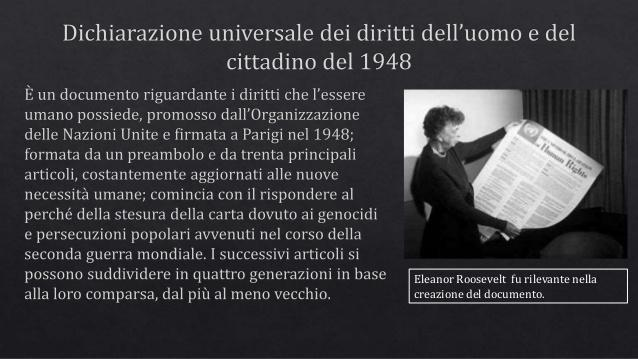 Dichiarazione universale dei diritti dell'uomo e del
cittadino del 1948
È un documento riguardante i diritti che l'essere
umano possiede, promosso dall'Organizzazione
delle Nazioni Unite e firmata a Parigi nel 1948;
formata da un preambolo e da trenta principali
articoli, costantemente aggiornati alle nuove
necessità umane; comincia con il rispondere al
perché della stesura della carta dovuto ai genocidi
e persecuzioni popolari avvenuti nel corso della
seconda guerra mondiale. I successivi articoli si
possono suddividere in quattro generazioni in base
alla loro comparsa, dal più al meno vecchio.
Human Rights
Eleanor Roosevelt fu rilevante nella
creazione del documento.